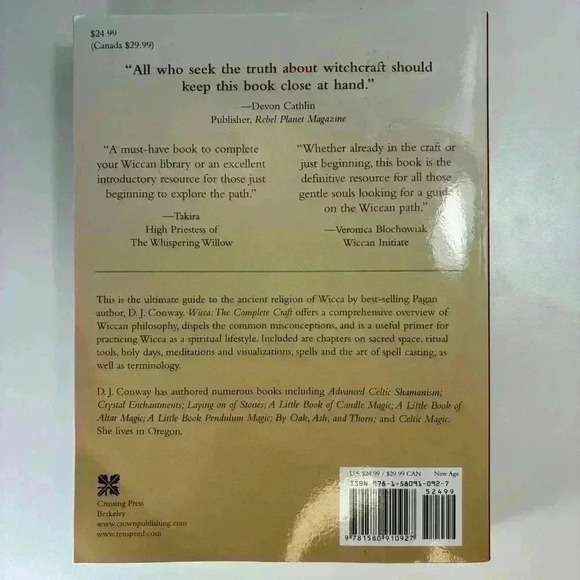 $24.99
(Canada $29.99)
“All who seek the truth about witchcraft should
keep this book close at hand.”
—Devon Cathlin
Publisher, Rebel Planet Magazine
“A must-have book to complete
your Wiccan library or an excellent
introductory resource for those just
beginning to explore the path.”
—Takira
High Priestess of
The Whispering Willow
“Whether already in the craft or
just beginning, this book is the
definitive resource for all those
gentle souls looking for a guide
on the Wiccan path.”
—Veronica Blochowiak
Wiccan Initiate
This is the ultimate guide to the ancient religion of Wicca by best-selling Pagan
author, D. J. Conway. Wicca: The Complete Craft offers a comprehensive overview of
Wiccan philosophy, dispels the common misconceptions, and is a useful primer for
practicing Wicca as a spiritual lifestyle. Included are chapters on sacred space, ritual
tools, holy days, meditations and visualizations, spells and the art of spell casting, as
well as terminology.
D. J. Conway has authored numerous books including Advanced Celtic Shamanism;
Crystal Enchantments; Laying on of Stones; A Little Book of Candle Magic; A Little Book of
Altar Magic; A Little Book Pendulum Magic; By Oak, Ash, and Thorn; and Celtic Magic.
She lives in Oregon.
Crossing Press
Berkeley
www.crownpublishing.com
www.tenspeed.com
US $24.99 / $29.99 CAN New Age
ISBN 978-1-58091-092-7
52499
9 781580 910927